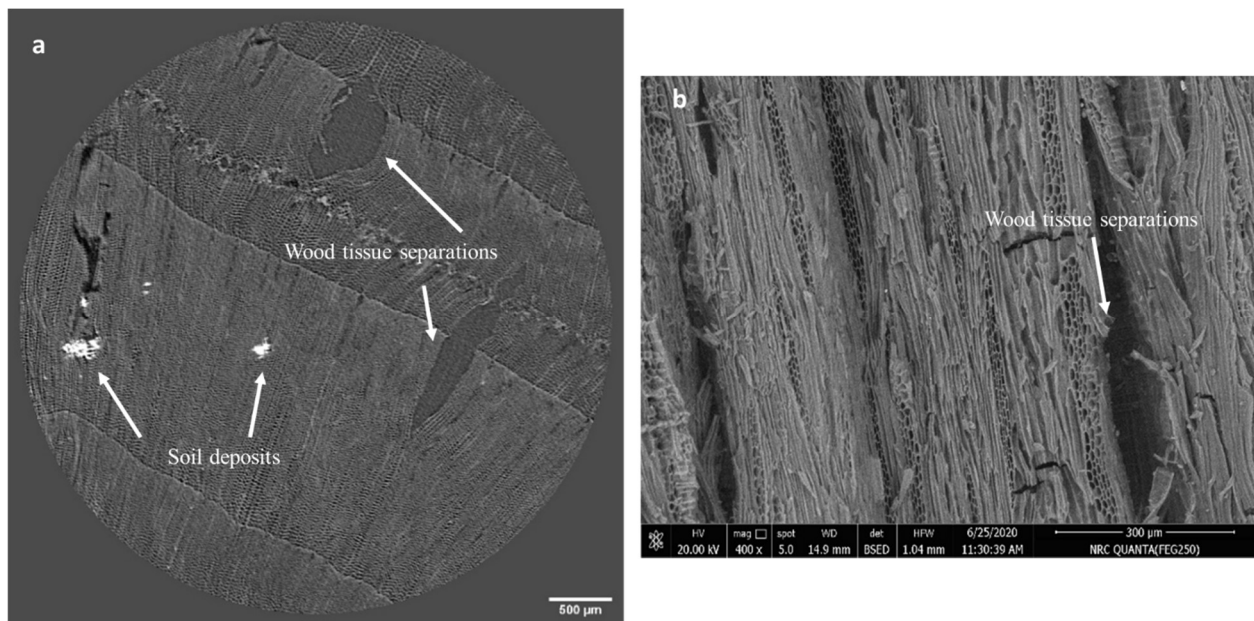 a
Wood tissue separations
Soil deposits
500 µm
b
Wood tissue separations
HV mag spot WD det HFW 6/25/2020 300 µm
20.00 kV 400 x 5.0 14.9 mm BSED 1.04 mm 11:30:39 AM NRC QUANTA(FEG250)